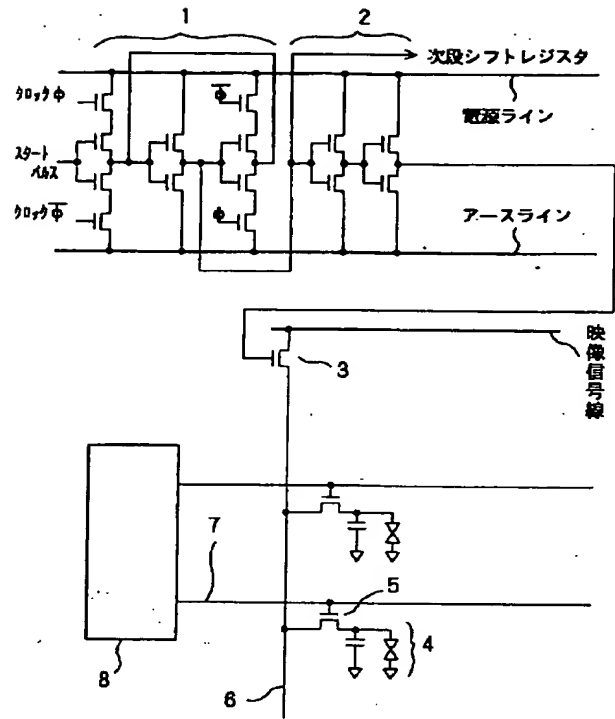 1
2
次段シフトレジスタ
クロックΦ
Φ̅
電源ライン
スタート
パルス
クロックΦ̅
Φ
アースライン
映像信号線
3
7
5
4
8
6